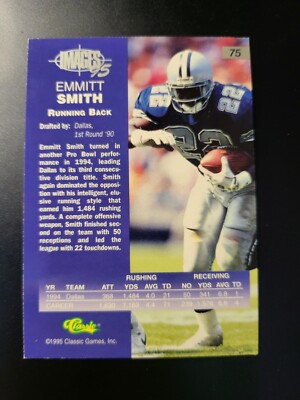 IMAGES 95
75
EMMITT
SMITH
RUNNING BACK
Drafted by: Dallas,
1st Round '90
Emmitt Smith turned in
another Pro Bowl per-
formance in 1994, leading
Dallas to its third consec-
utive division title. Smith
again dominated the opposi-
tion with his intelligent,
elusive running style that
earned him 1,484 rushing
yards. A complete offensive
weapon, Smith finished sec-
ond on the team with 50
receptions and led the
league with 22 touchdowns.
22
RUSHING RECEIVING
YR TEAM ATT YDS AVG TD NO. YDS AVG TD
1994 Dallas 368 1,484 4.0 21 50 341 6.8 1
CAREER
Classic
©1995 Classic Games, Inc.